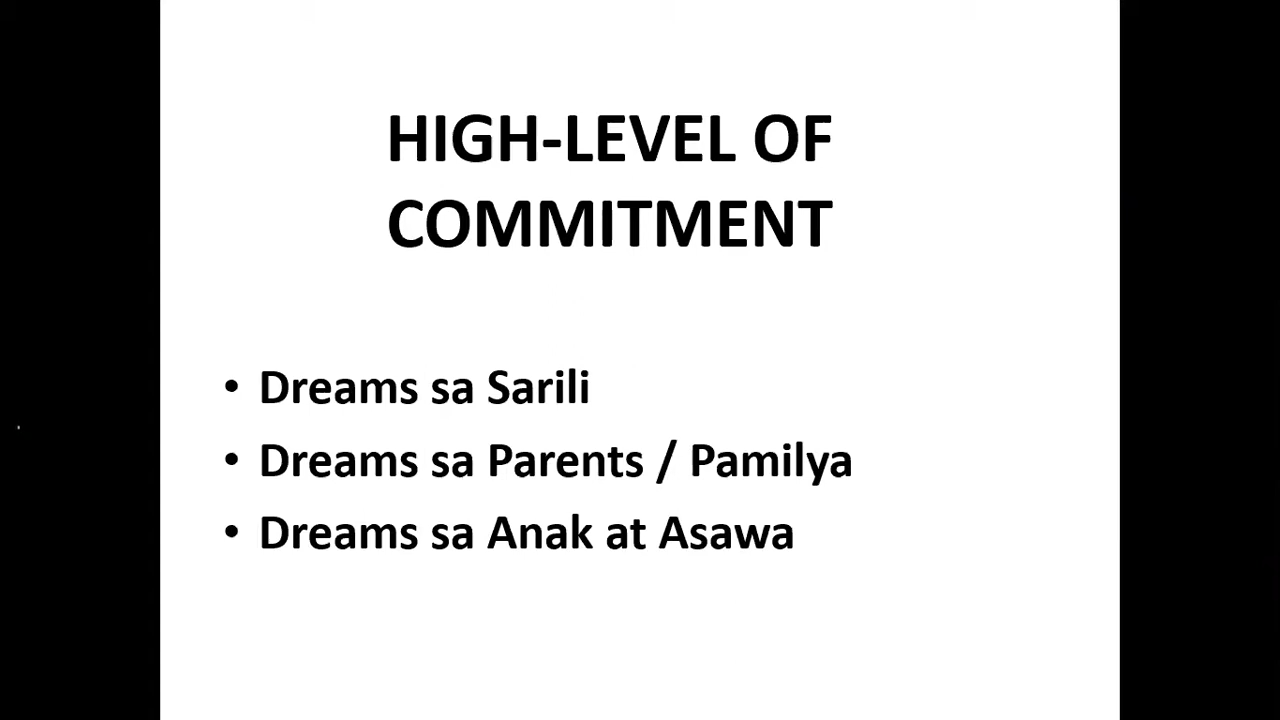 HIGH-LEVEL OF
COMMITMENT
• Dreams sa Sarili
• Dreams sa Parents / Pamilya
• Dreams sa Anak at Asawa